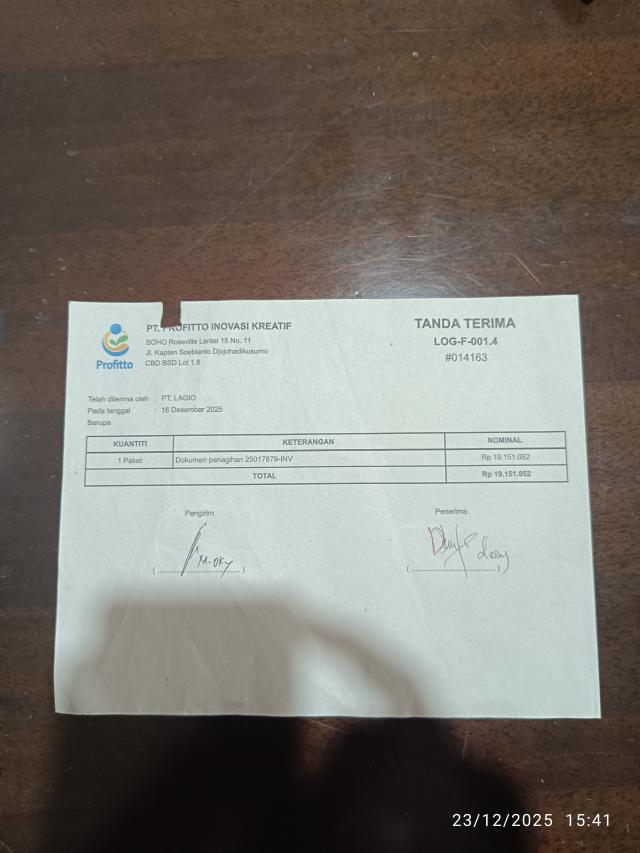 PT. PROFITTO INOVASI KREATIF
SOHO Roseville Lantai 15 No. 11
Jl. Kapten Soebianto Djojohadikusumo
CBD BSD Lot 1.8
Profitto
TANDA TERIMA
LOG-F-001.4
#014163
Telah diterima oleh : PT. LAGIO
Pada tanggal : 16 Desember 2025
Berupa :
KUANTITI KETERANGAN NOMINAL
1 Paket Dokumen penagihan 25017879-INV Rp 19.151.052
TOTAL Rp 19.151.052
Pengirim Penerima
M-Oky
(........................) (........................)
23/12/2025 15:41